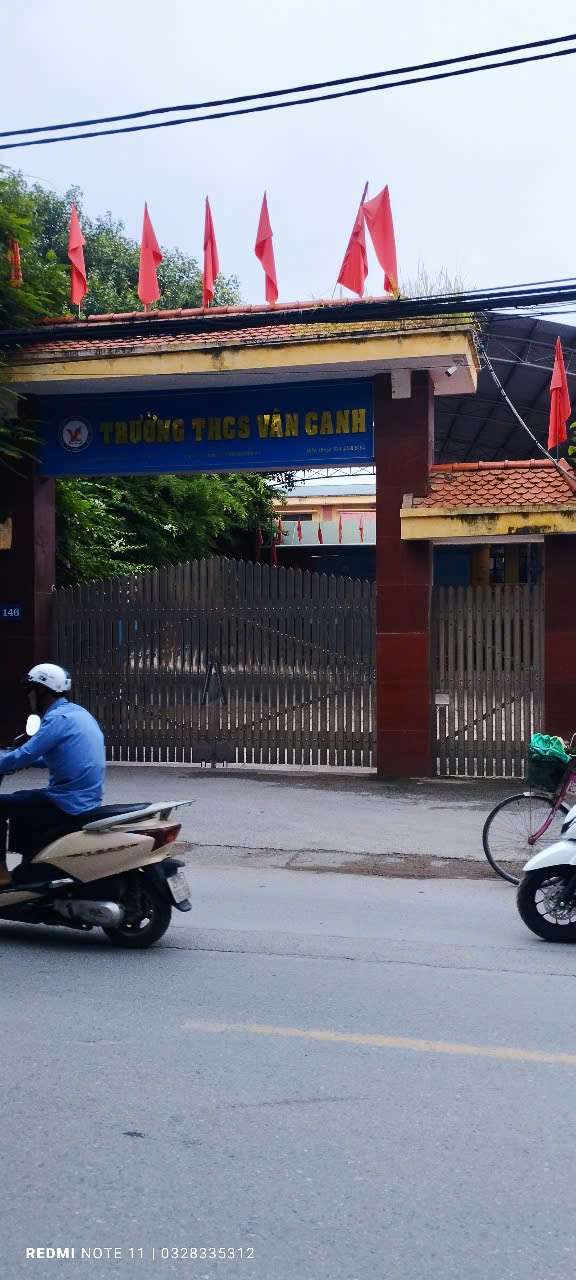 TRƯỜNG THCS VÂN CANH
146
REDMI NOTE 11 | 0328335312